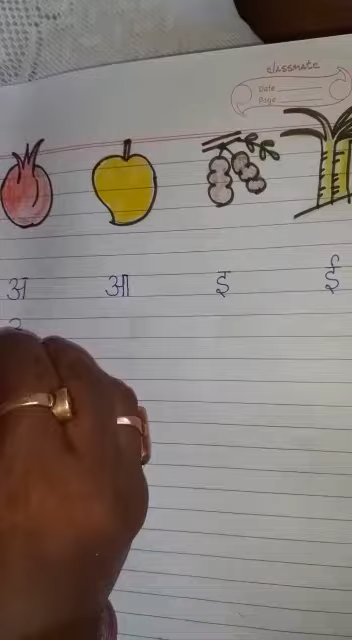 classmate
Date
Page
अ आ इ ई